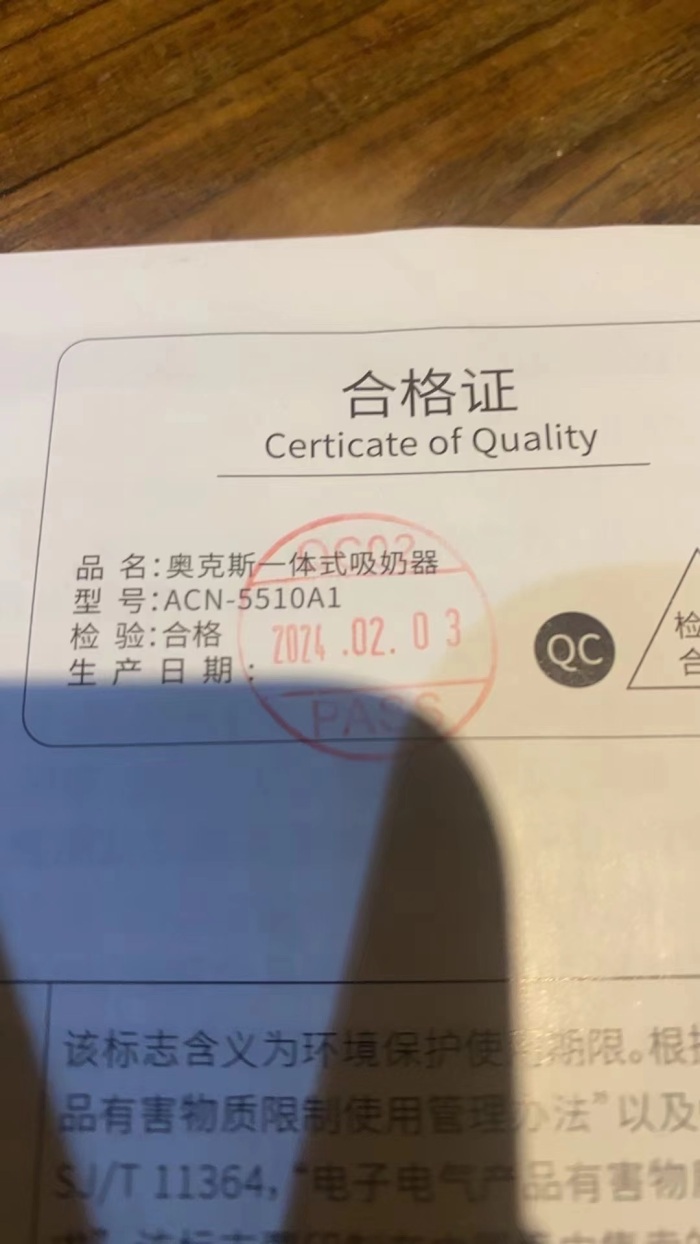 合格证
Certicate of Quality
QC02
品 名:奥克斯一体式吸奶器
型 号:ACN-5510A1
检 验:合格
生产日期:
2024.02.03
PASS
QC
检
合
该标志含义为环境保护使 期限。根
品有害物质限制使用管理办法”以及
SJ/T 11364,“电子电气产品有害物